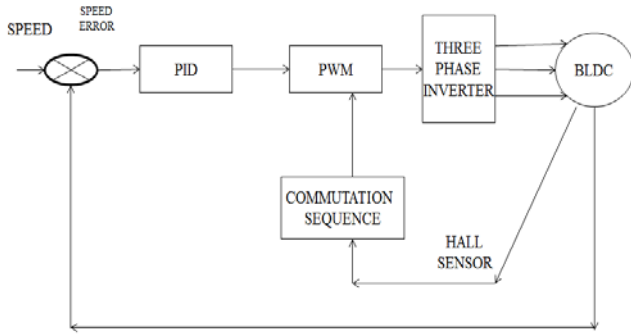 SPEED
SPEED
ERROR
PID
PWM
THREE
PHASE
INVERTER
BLDC
COMMUTATION
SEQUENCE
HALL
SENSOR